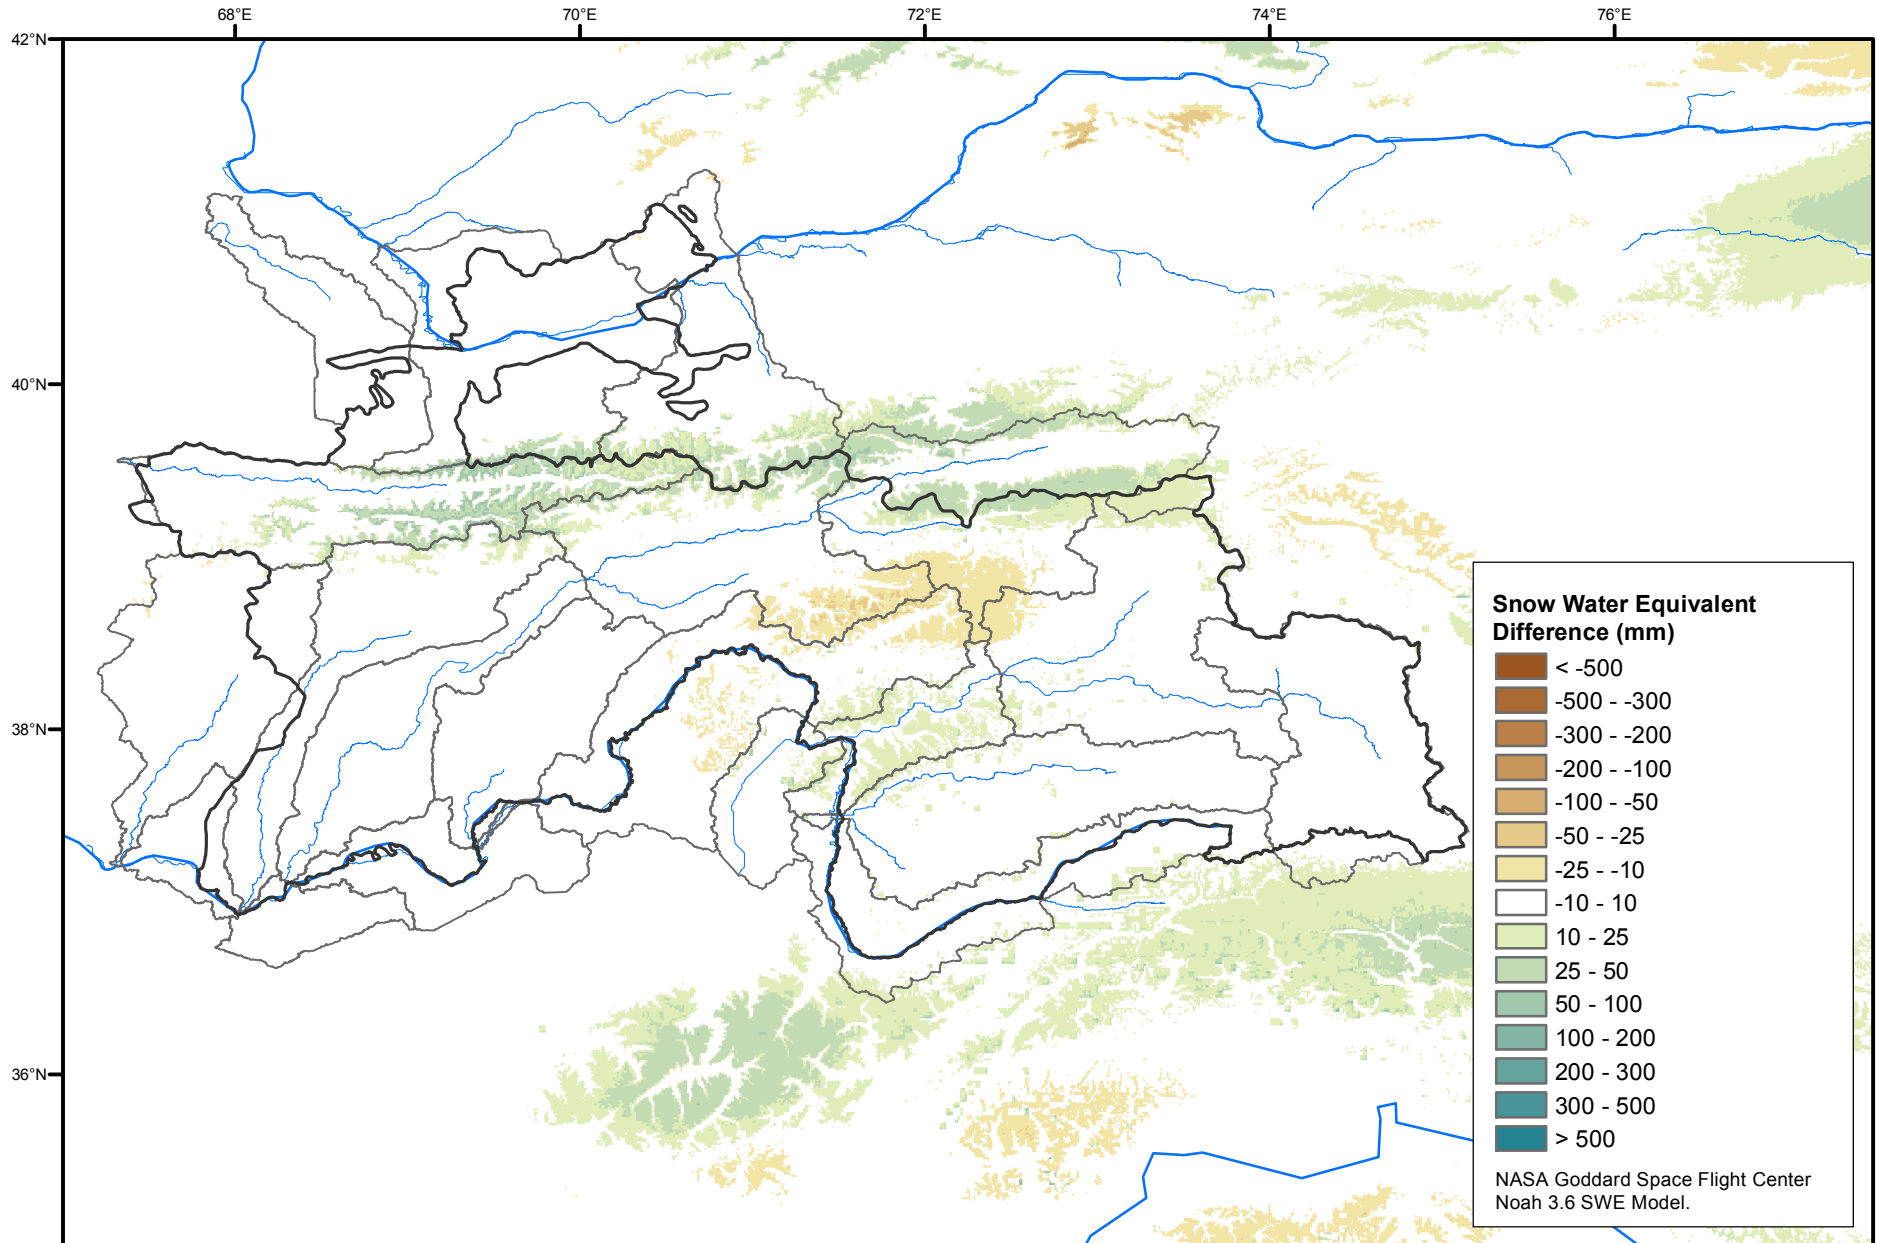 68°E
70°E
72°E
74°E
76°E
42°N
40°N
38°N
36°N
Snow Water Equivalent
Difference (mm)
< -500
-500 - -300
-300 - -200
-200 - -100
-100 - -50
-50 - -25
-25 - -10
-10 - 10
10 - 25
25 - 50
50 - 100
100 - 200
200 - 300
300 - 500
> 500
NASA Goddard Space Flight Center
Noah 3.6 SWE Model.